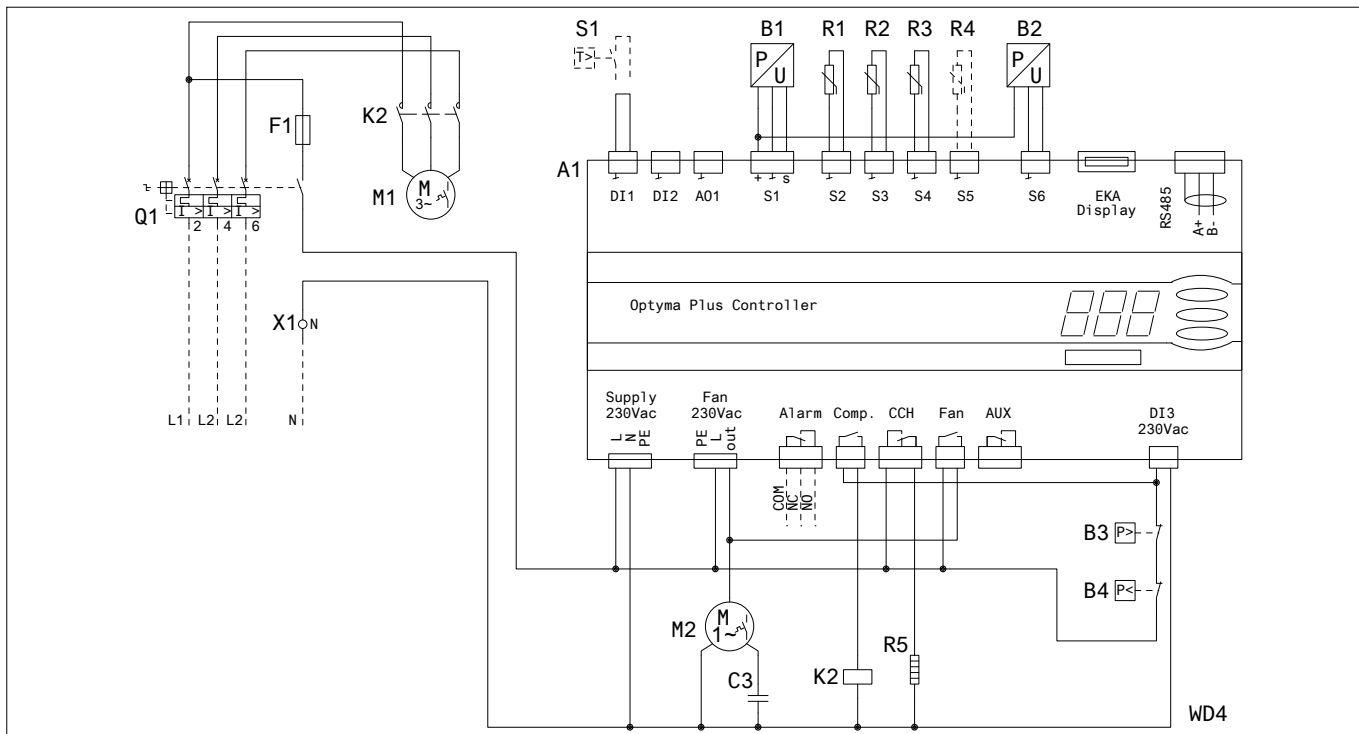 S1 B1 R1 R2 R3 R4 B2
T> P U P U
F1 K2
A1
M1 M 3~
Q1 I > I > I >
2 4 6
+ - s
DI1 DI2 AO1 S1 S2 S3 S4 S5 S6 EKA Display RS485 A+ B-
Optyma Plus Controller
X1 N
L1 L2 L2 N
Supply 230Vac
L N PE
Fan 230Vac
PE L out
Alarm Comp. CCH Fan AUX
DI3 230Vac
COM NC NO
B3 P>
B4 P<
M2 M 1~
C3 K2 R5
WD4